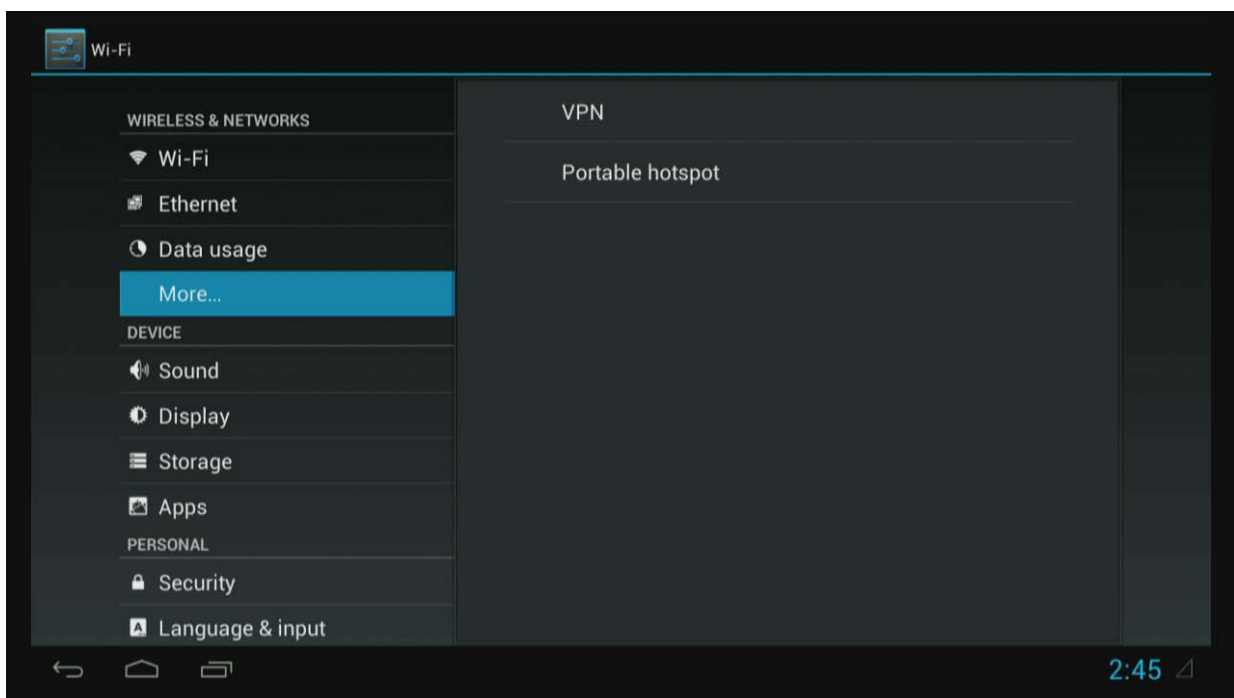 Wi-Fi
WIRELESS & NETWORKS
Wi-Fi
Ethernet
Data usage
More...
DEVICE
Sound
Display
Storage
Apps
PERSONAL
Security
Language & input
VPN
Portable hotspot
2:45